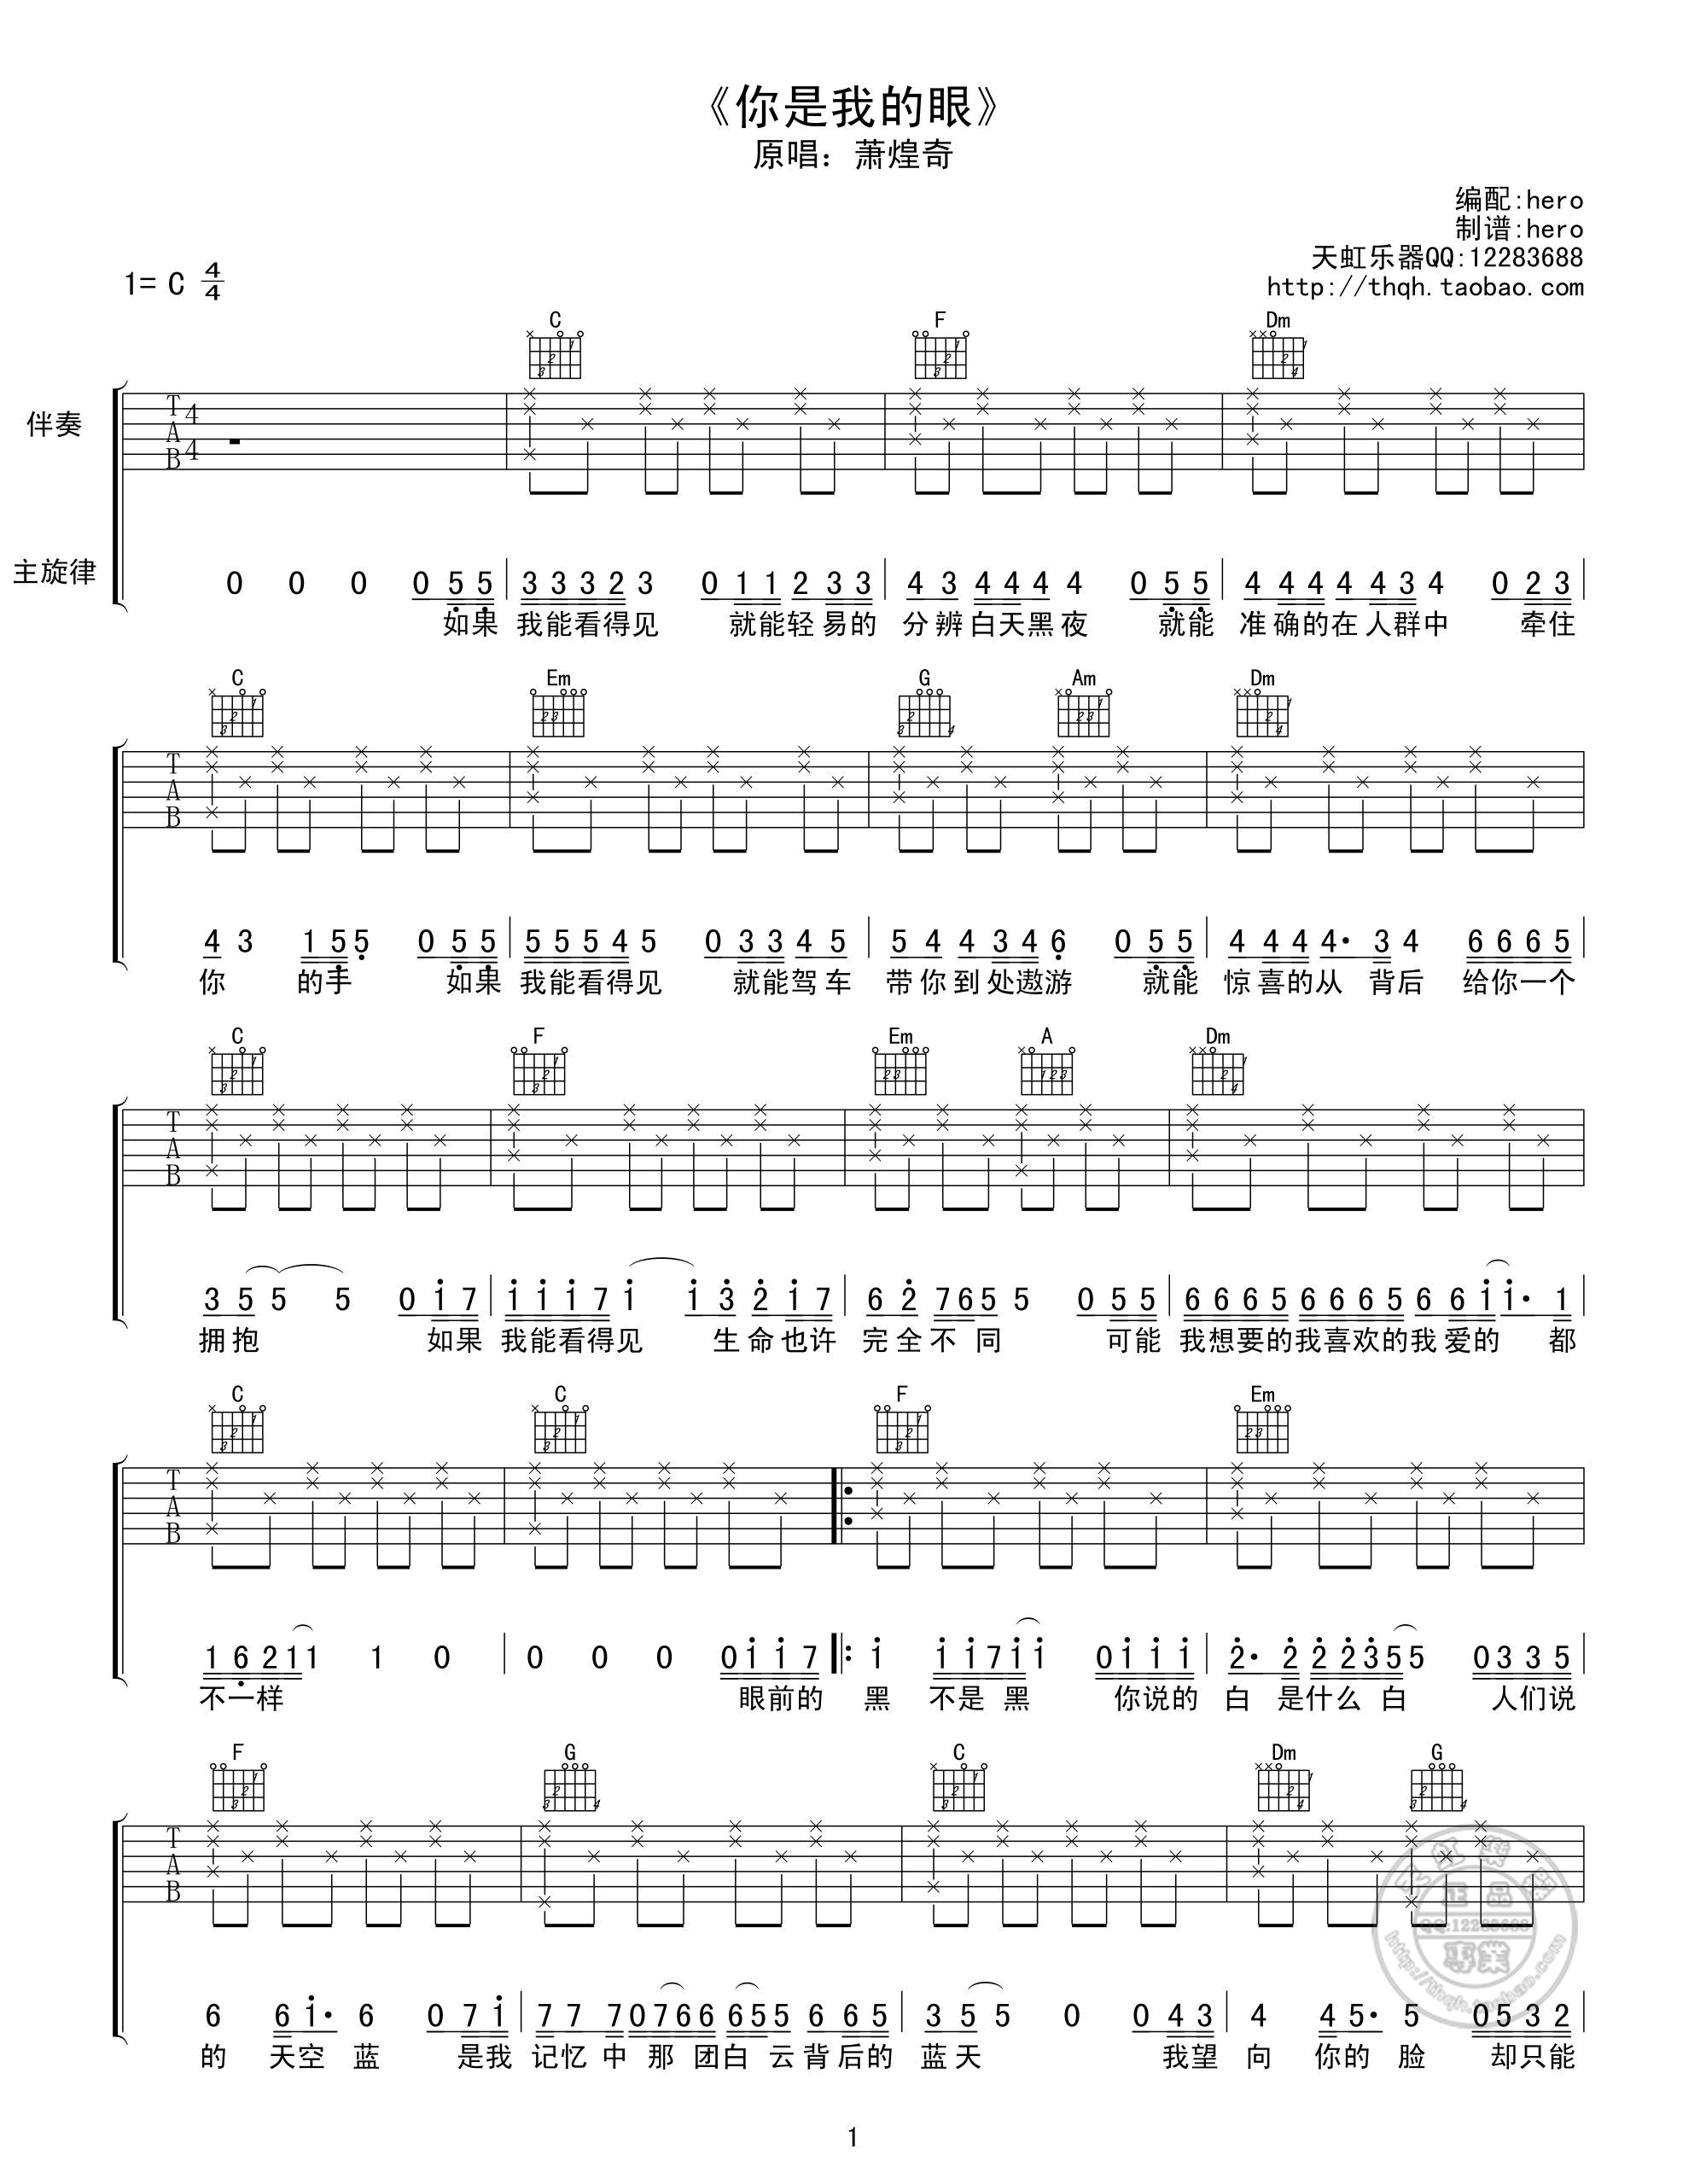 《你是我的眼》
原唱：萧煌奇
编配:hero
制谱:hero
天虹乐器QQ:12283688
http://thqh.taobao.com
1= C 4/4
C F Dm
伴奏
T A B 4 4
主旋律 0 0 0 0 5 5 3 3 3 2 3 0 1 1 2 3 3 4 3 4 4 4 4 0 5 5 4 4 4 4 4 3 4 0 2 3
如果 我能看得见 就能轻易的 分辨白天黑夜 就能 准确的在人群中 牵住
C Em G Am Dm
T A B
4 3 1 5 5 0 5 5 5 5 5 4 5 0 3 3 4 5 5 4 4 3 4 6 0 5 5 4 4 4 4· 3 4 6 6 6 5
你 的手 如果 我能看得见 就能驾车 带你到处遨游 就能 惊喜的从 背后 给你一个
C F Em A Dm
T A B
3 5 5 5 0 i 7 i i i 7 i i 3 2 i 7 6 2 7 6 5 5 0 5 5 6 6 6 5 6 6 6 5 6 6 i i· 1
拥抱 如果 我能看得见 生命也许 完全不同 可能 我想要的我喜欢的我爱的 都
C C F Em
T A B
1 6 2 1 1 1 0 0 0 0 0 i i 7 i i i 7 i i 0 i i i 2· 2 2 2 3 5 5 0 3 3 5
不一样 眼前的 黑 不是黑 你说的 白 是什么 白 人们说
F G C Dm G
T A B
6 6 i· 6 0 7 i 7 7 7 0 7 6 6 6 5 5 6 6 5 3 5 5 0 0 4 3 4 4 5· 5 0 5 3 2
的 天空 蓝 是我 记忆中 那 团白 云背后的 蓝天 我望 向 你的 脸 却只能
天虹乐器
正品
QQ:12283688
專業
http://thqh.taobao.com
1